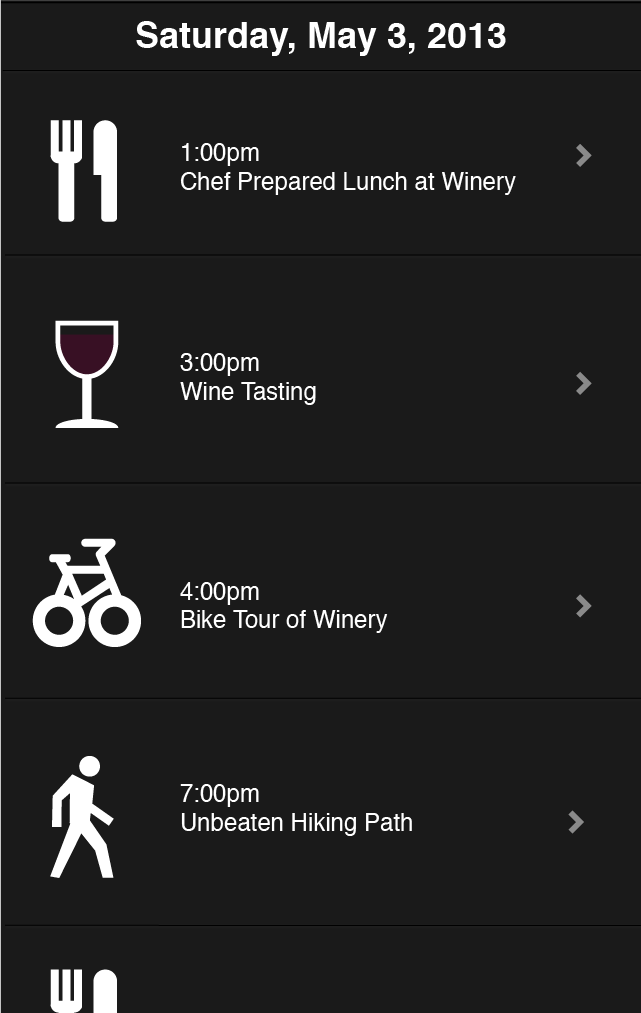 Saturday, May 3, 2013
1:00pm
Chef Prepared Lunch at Winery
3:00pm
Wine Tasting
4:00pm
Bike Tour of Winery
7:00pm
Unbeaten Hiking Path